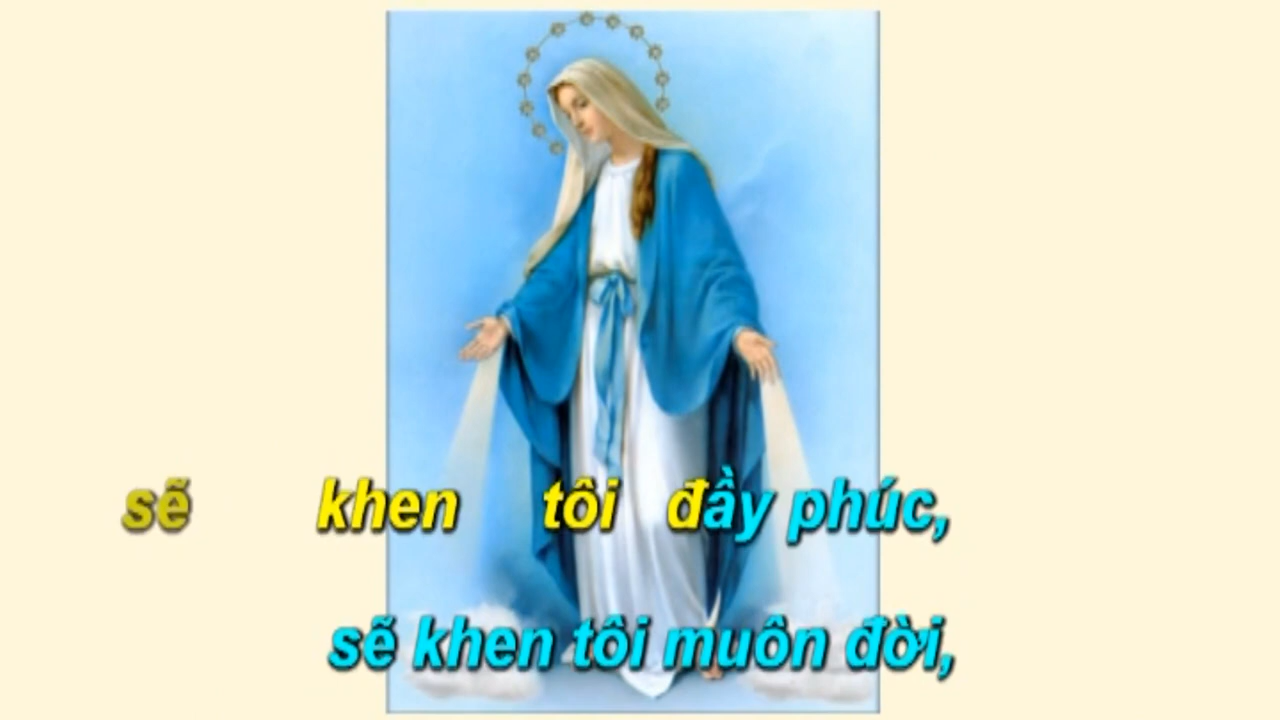 sẽ khen tôi đầy phúc,
sẽ khen tôi muôn đời,